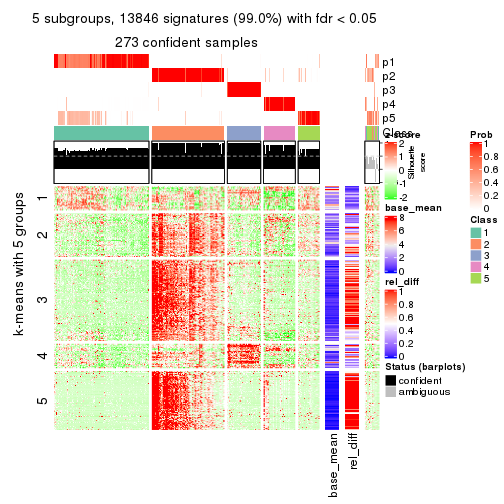 5 subgroups, 13846 signatures (99.0%) with fdr < 0.05
273 confident samples
p1
p2
p3
p4
p5
Class
Silhouette
score
k-means with 5 groups
1
2
3
4
5
base_mean
rel_diff
z-score
2
1
0
-1
-2
base_mean
8
6
4
2
0
rel_diff
1
0.8
0.6
0.4
0.2
0
Status (barplots)
confident
ambiguous
Prob
1
0.8
0.6
0.4
0.2
0
Class
1
2
3
4
5